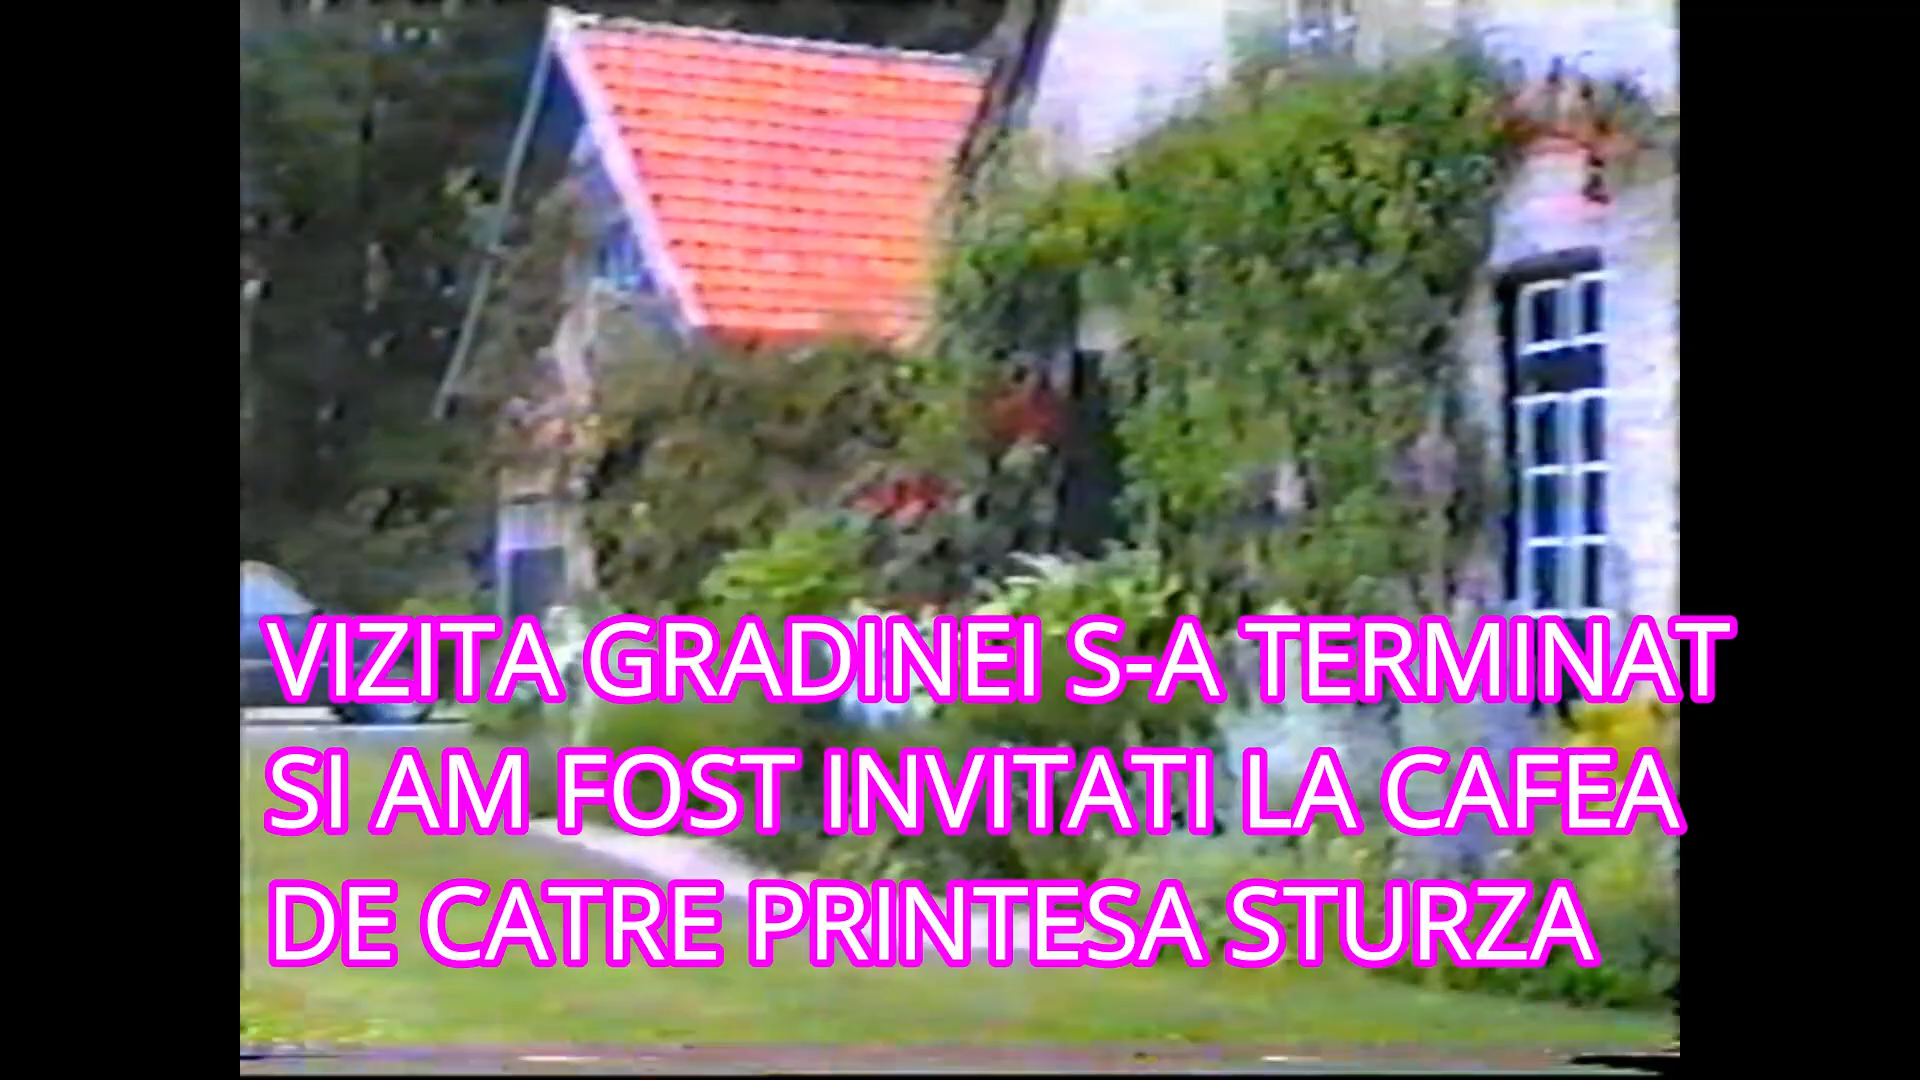 VIZITA GRADINEI S-A TERMINAT
SI AM FOST INVITATI LA CAFEA
DE CATRE PRINTESA STURZA